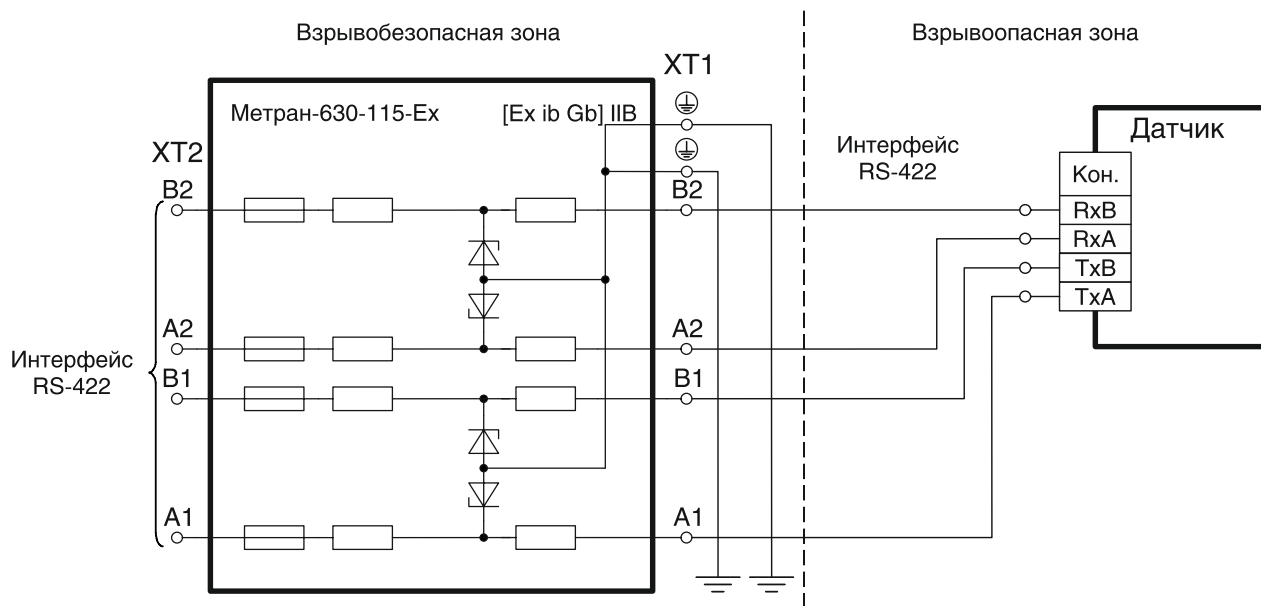 Взрывобезопасная зона
Взрывоопасная зона
XT1
Метран-630-115-Ex
[Ex ib Gb] IIB
Датчик
Интерфейс
RS-422
XT2
Кон.
B2
B2
RxB
RxA
TxB
TxA
A2
A2
Интерфейс
RS-422
B1
B1
A1
A1